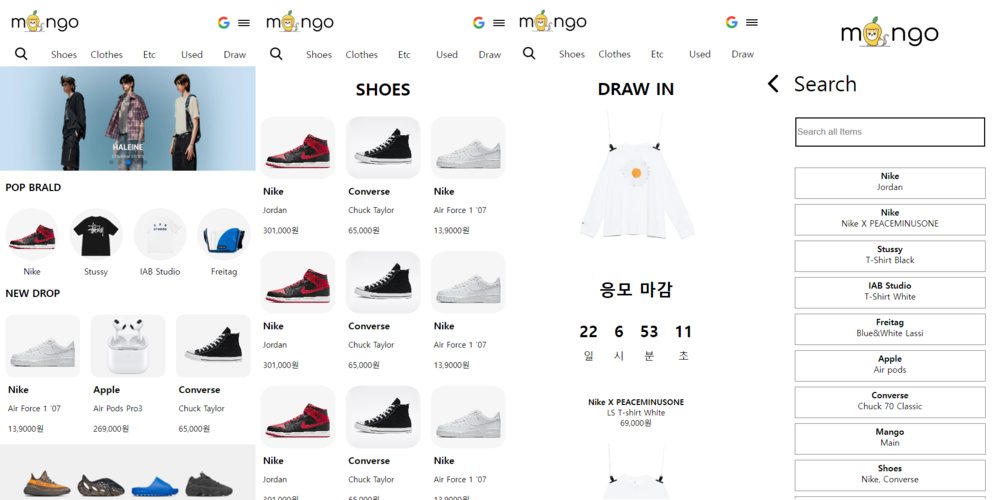 mongo
Shoes Clothes Etc Used Draw
HALEINE
POP BRALD
Nike Stussy IAB Studio Freitag
NEW DROP
Nike Apple Converse
Air Force 1 '07 Air Pods Pro3 Chuck Taylor
13,9000원 269,000원 65,000원
mongo
Shoes Clothes Etc Used Draw
SHOES
Nike Converse Nike
Jordan Chuck Taylor Air Force 1 '07
301,000원 65,000원 13,9000원
Nike Converse Nike
Jordan Chuck Taylor Air Force 1 '07
301,000원 65,000원 13,9000원
Nike Converse Nike
Jordan Chuck Taylor Air Force 1 '07
301,000원 65,000원 13,9000원
mongo
Shoes Clothes Etc Used Draw
DRAW IN
응모 마감
22 6 53 11
일 시 분 초
Nike X PEACEMINUSONE
LS T-shirt White
69,000원
mongo
Search
Search all Items
Nike
Jordan
Nike
Nike X PEACEMINUSONE
Stussy
T-Shirt Black
IAB Studio
T-Shirt White
Freitag
Blue&White Lassi
Apple
Air pods
Converse
Chuck 70 Classic
Mango
Main
Shoes
Nike, Converse